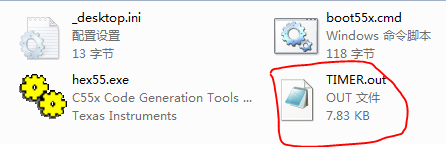 _desktop.ini
配置设置
13 字节
boot55x.cmd
Windows 命令脚本
118 字节
hex55.exe
C55x Code Generation Tools ...
Texas Instruments
TIMER.out
OUT 文件
7.83 KB